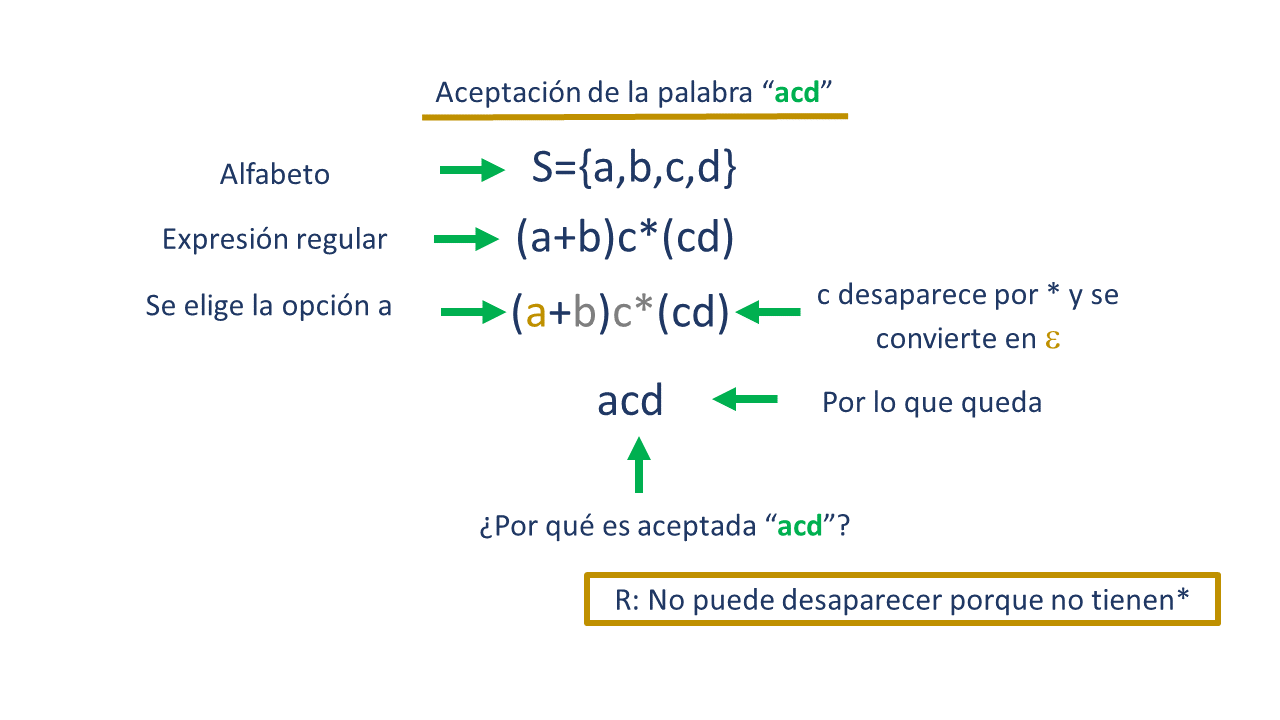 Aceptación de la palabra “acd”
Alfabeto
S={a,b,c,d}
Expresión regular
(a+b)c*(cd)
Se elige la opción a
(a+b)c*(cd)
c desaparece por * y se
convierte en ε
acd
Por lo que queda
¿Por qué es aceptada “acd”?
R: No puede desaparecer porque no tienen*